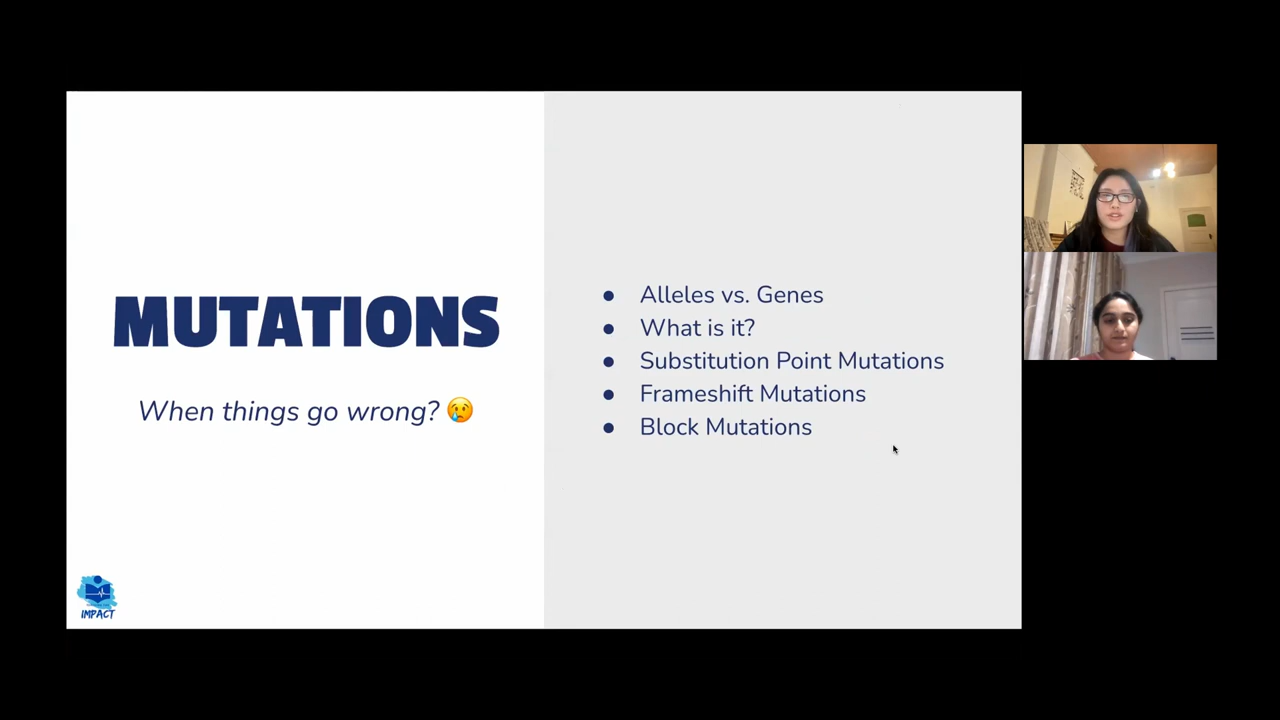 MUTATIONS
When things go wrong? 😢
● Alleles vs. Genes
● What is it?
● Substitution Point Mutations
● Frameshift Mutations
● Block Mutations
IMPACT